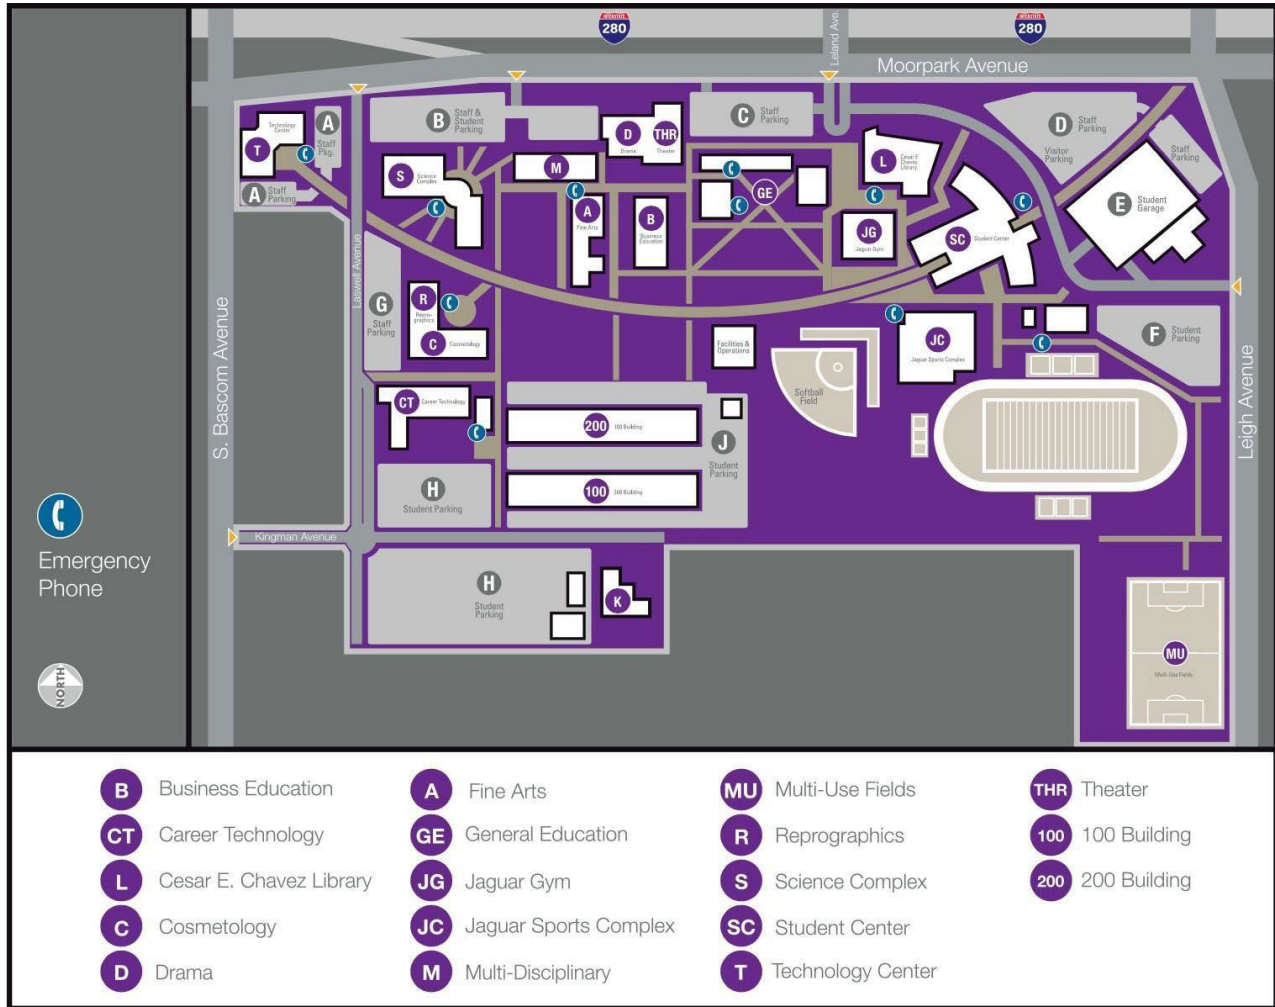 INTERSTATE
280
INTERSTATE
280
Leland Ave.
Moorpark Avenue
Technology
Center
T
A
Staff
Pkg.
A
Staff
Parking
B
Staff &
Student
Parking
S
Science
Complex
M
D
Drama
THR
Theater
C
Staff
Parking
L
Cesar E.
Chavez
Library
D
Staff
Parking
Visitor
Parking
Staff
Parking
E
Student
Garage
A
Fine Arts
B
Business
Education
GE
JG
Jaguar Gym
SC
Student Center
S. Bascom Avenue
Laswell Avenue
G
Staff
Parking
R
Repro-
graphics
C
Cosmetology
Facilities &
Operations
Softball
Field
JC
Jaguar Sports Complex
F
Student
Parking
Leigh Avenue
CT
Career Technology
200
100 Building
100
200 Building
J
Student
Parking
H
Student Parking
Kingman Avenue
H
Student
Parking
K
MU
Multi-Use Fields
Emergency
Phone
NORTH
B Business Education
CT Career Technology
L Cesar E. Chavez Library
C Cosmetology
D Drama
A Fine Arts
GE General Education
JG Jaguar Gym
JC Jaguar Sports Complex
M Multi-Disciplinary
MU Multi-Use Fields
R Reprographics
S Science Complex
SC Student Center
T Technology Center
THR Theater
100 100 Building
200 200 Building